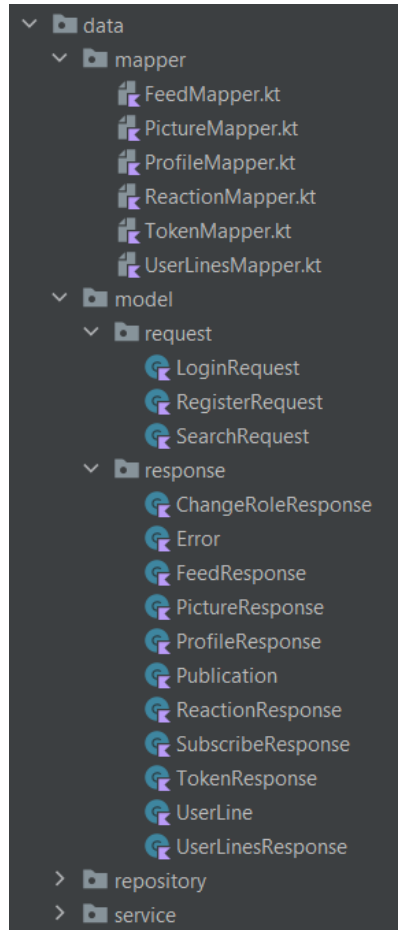 data
mapper
FeedMapper.kt
PictureMapper.kt
ProfileMapper.kt
ReactionMapper.kt
TokenMapper.kt
UserLinesMapper.kt
model
request
LoginRequest
RegisterRequest
SearchRequest
response
ChangeRoleResponse
Error
FeedResponse
PictureResponse
ProfileResponse
Publication
ReactionResponse
SubscribeResponse
TokenResponse
UserLine
UserLinesResponse
repository
service